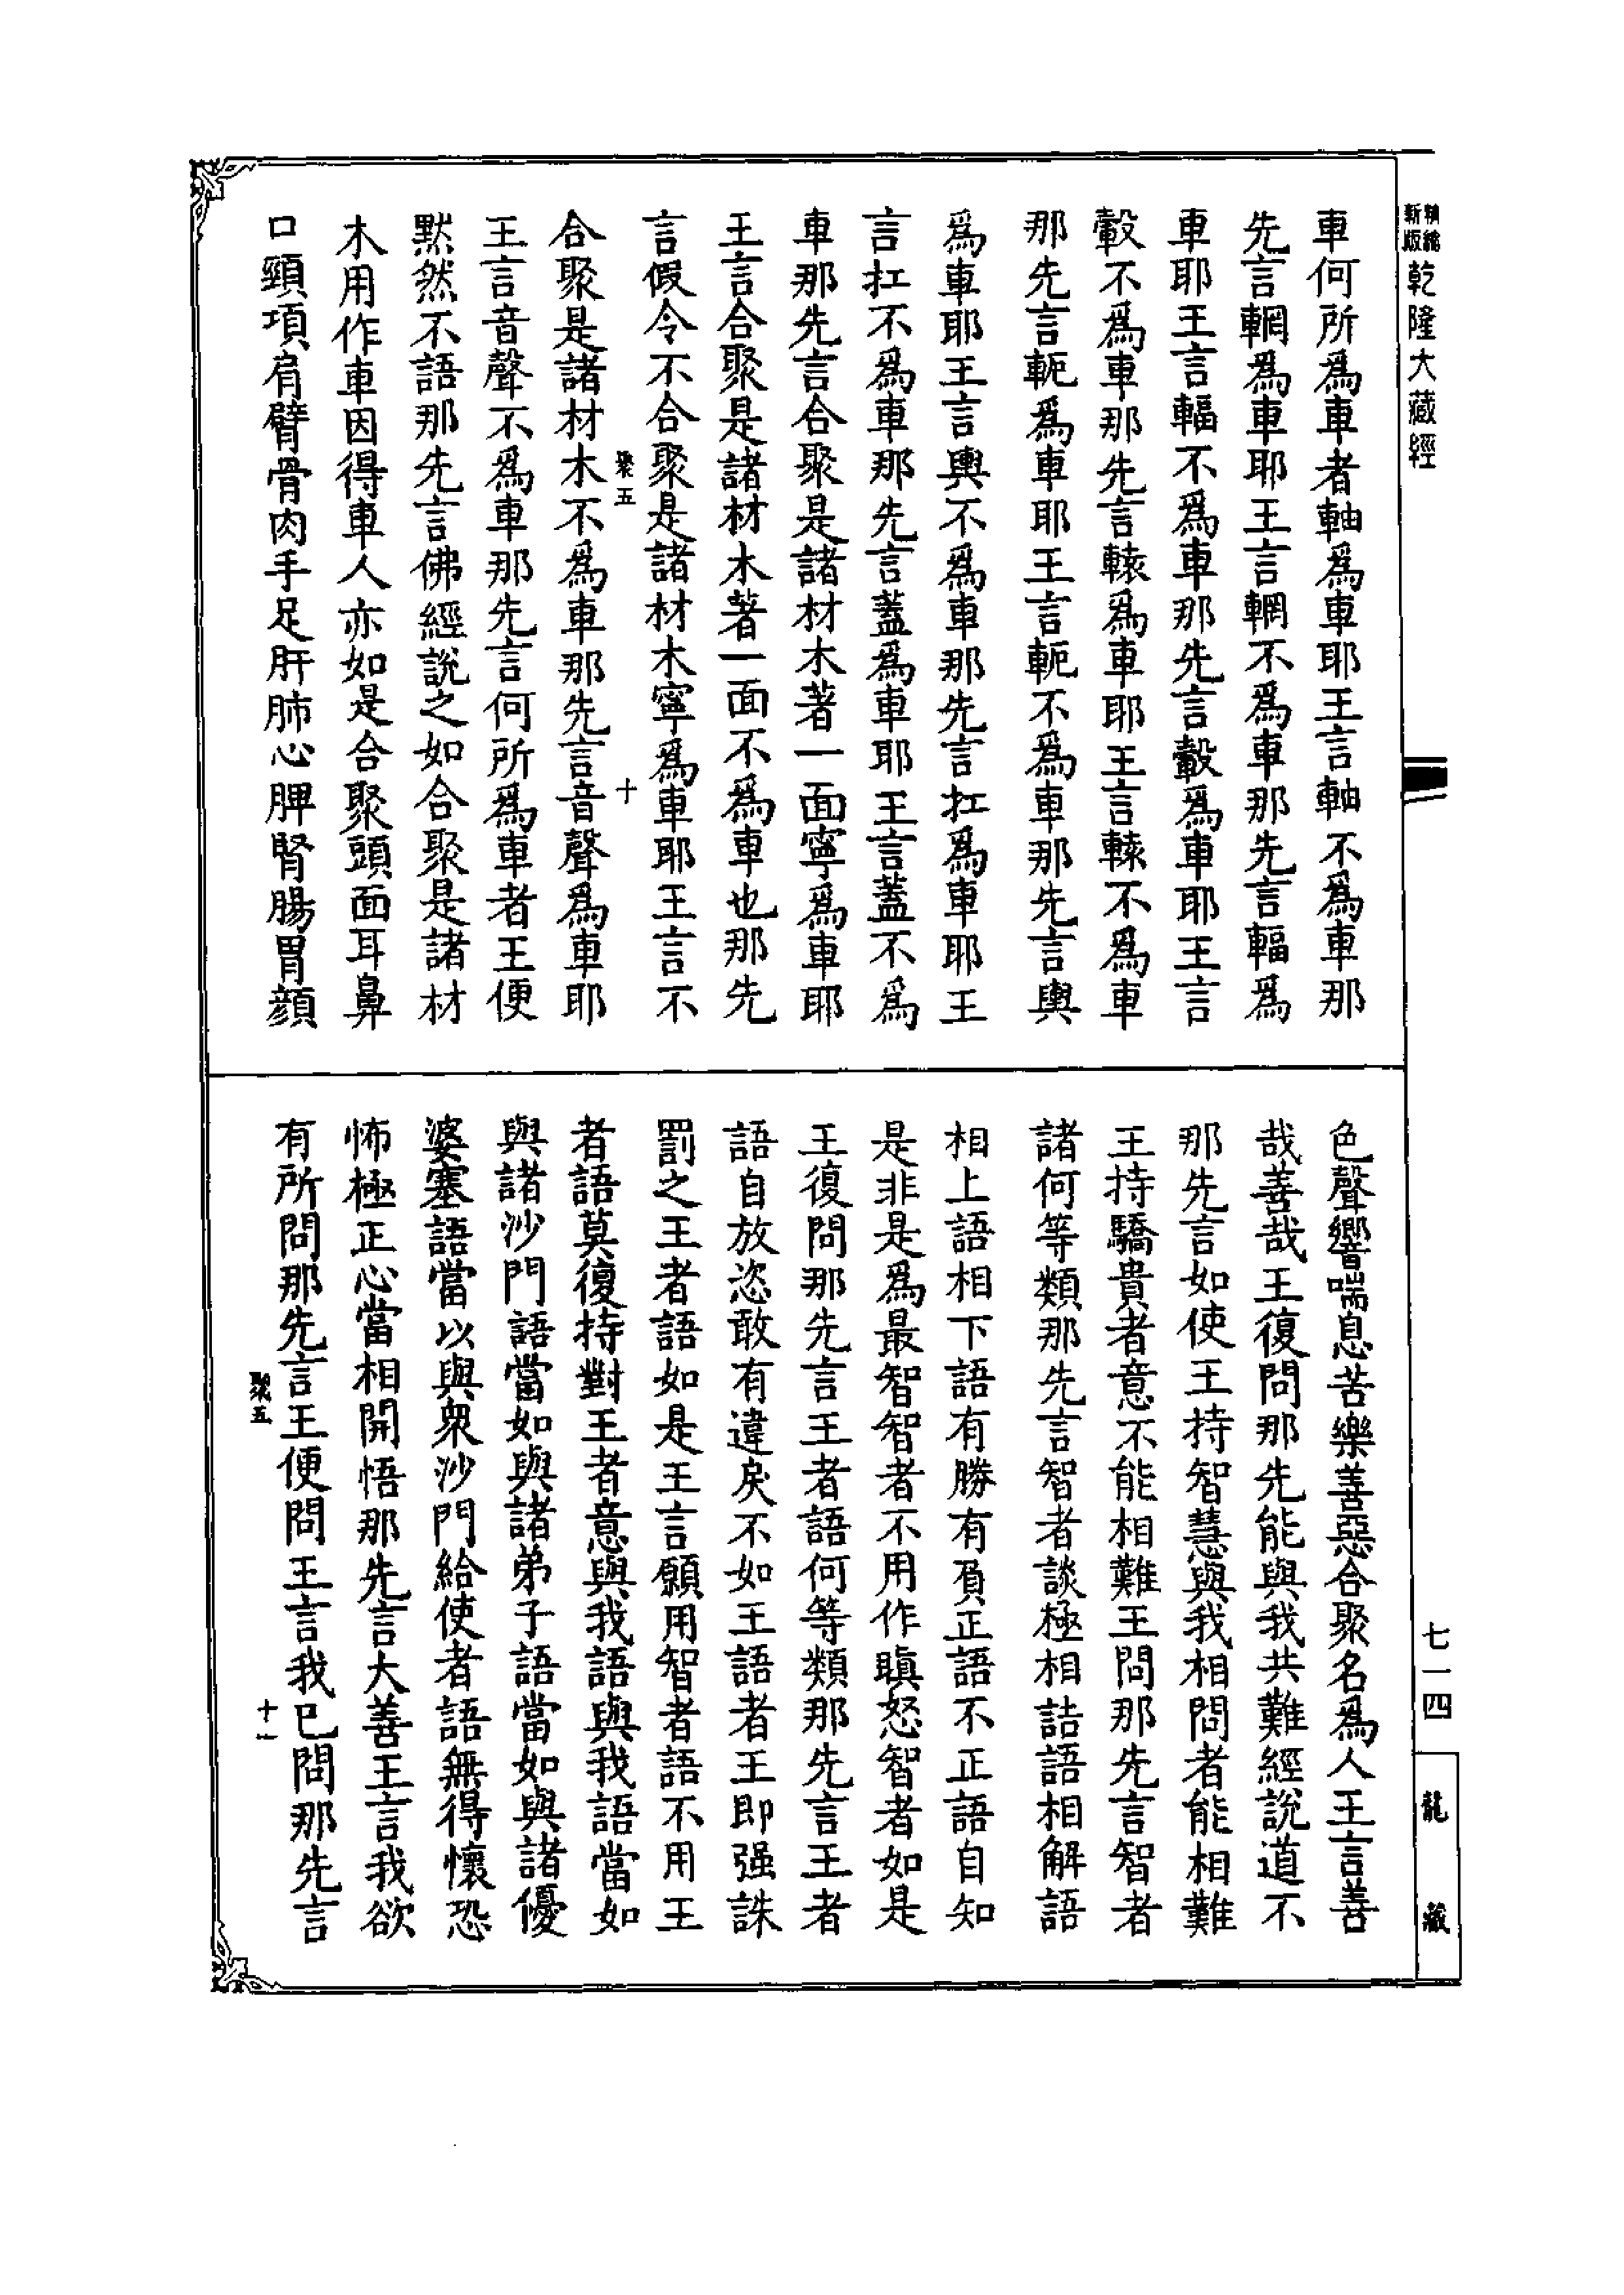 新版
精縮
乾隆大藏經
車何所爲車者軸爲車耶王言軸不爲車那
先言輞爲車耶王言輞不爲車那先言輻爲
車耶王言輻不爲車那先言轂爲車耶王言
轂不爲車那先言轅爲車耶王言轅不爲車
那先言軛爲車耶王言軛不爲車那先言輿
爲車耶王言輿不爲車那先言扛爲車耶王
言扛不爲車那先言蓋爲車耶王言蓋不爲
車那先言合聚是諸材木著一面寧爲車耶
王言合聚是諸材木著一面不爲車也那先
言假令不合聚是諸材木寧爲車耶王言不
聚五
十
合聚是諸材木不爲車那先言音聲爲車耶
王言音聲不爲車那先言何所爲車者王便
默然不語那先言佛經說之如合聚是諸材
木用作車因得車人亦如是合聚頭面耳鼻
口頸項肩臂骨肉手足肝肺心脾腎腸胃顔
色聲響喘息苦樂善惡合聚名爲人王言善
哉善哉王復問那先能與我共難經說道不
那先言如使王持智慧與我相問者能相難
王持驕貴者意不能相難王問那先言智者
諸何等類那先言智者談極相詰語相解語
相上語相下語有勝有負正語不正語自知
是非是爲最智智者不用作瞋怒智者如是
王復問那先言王者語何等類那先言王者
語自放恣敢有違戾不如王語者王即强誅
罰之王者語如是王言願用智者語不用王
者語莫復持對王者意與我語與我語當如
與諸沙門語當如與諸弟子語當如與諸優
婆塞語當以與衆沙門給使者語無得懷恐
怖極正心當相開悟那先言大善王言我欲
有所問那先言王便問王言我已問那先言
聚五
十一
七一四
龍藏